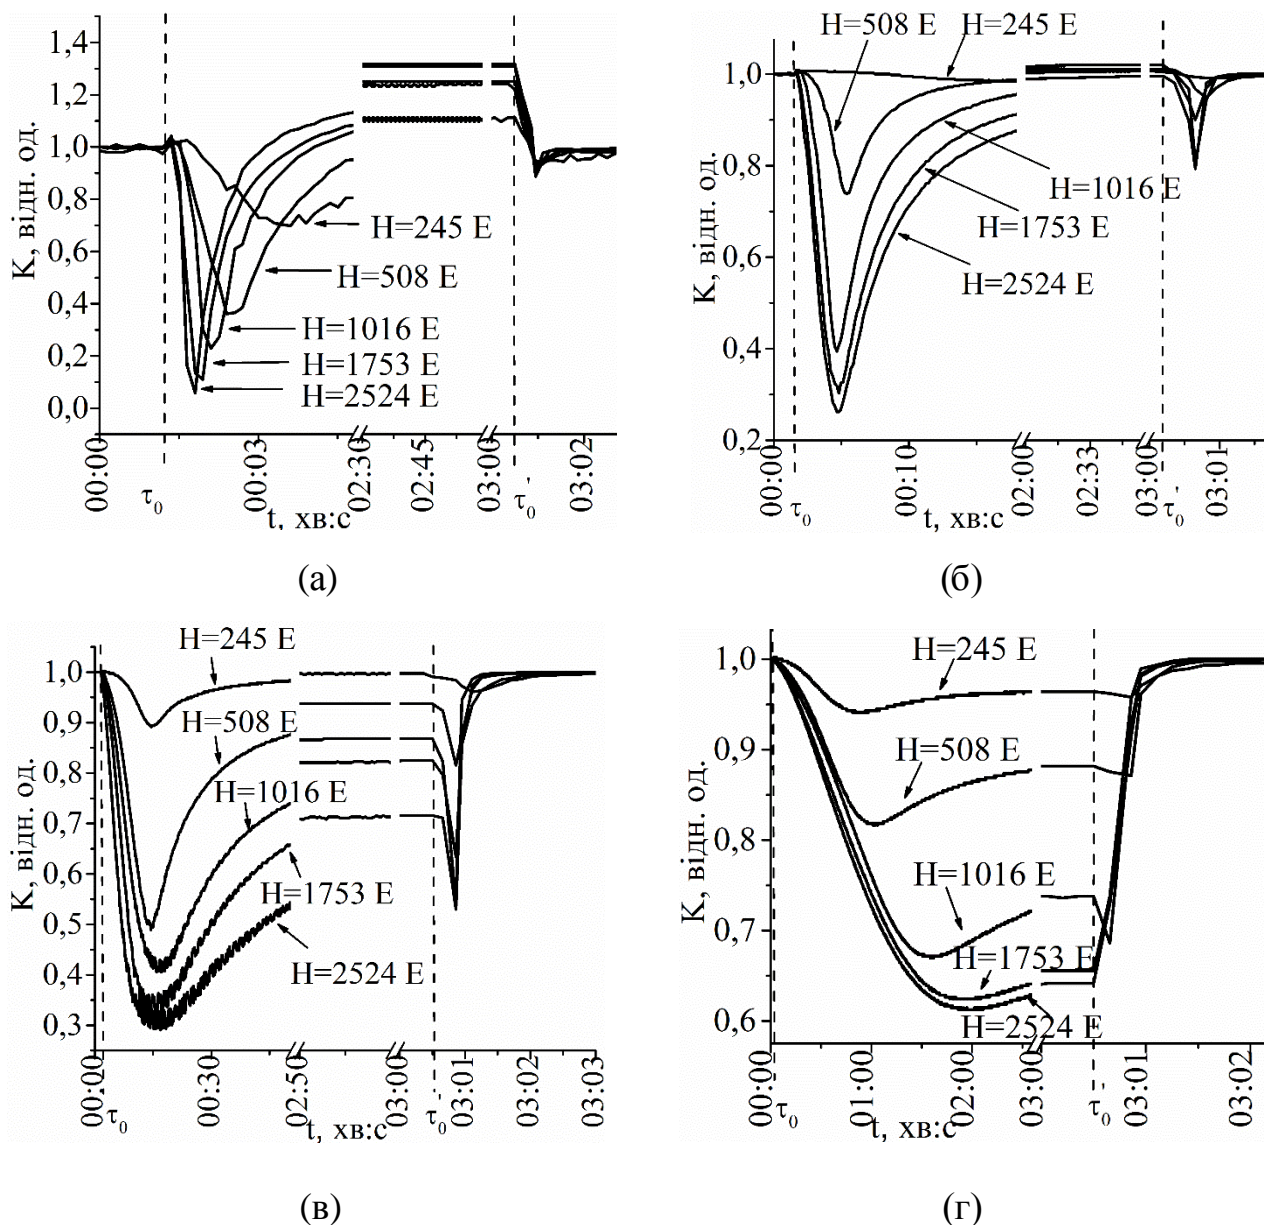 K, відн. од.
1,4
1,2
1,0
0,8
0,6
0,4
0,2
0,0
H=245 E
H=508 E
H=1016 E
H=1753 E
H=2524 E
00:00
00:03
02:30
02:45
03:00
03:02
τ0
τ'0
t, хв:с
(а)
K, відн. од.
1,0
0,8
0,6
0,4
0,2
H=508 E
H=245 E
H=1016 E
H=1753 E
H=2524 E
00:00
00:10
02:00
02:33
03:00
03:01
τ0
τ'0
t, хв:с
(б)
K, відн. од.
1,0
0,9
0,8
0,7
0,6
0,5
0,4
0,3
H=245 E
H=508 E
H=1016 E
H=1753 E
H=2524 E
00:00
00:30
02:50
03:00
03:01
03:02
03:03
τ0
τ'0
t, хв:с
(в)
K, відн. од.
1,0
0,9
0,8
0,7
0,6
H=245 E
H=508 E
H=1016 E
H=1753 E
H=2524 E
00:00
01:00
02:00
03:00
03:01
03:02
τ0
τ'0
t, хв:с
(г)